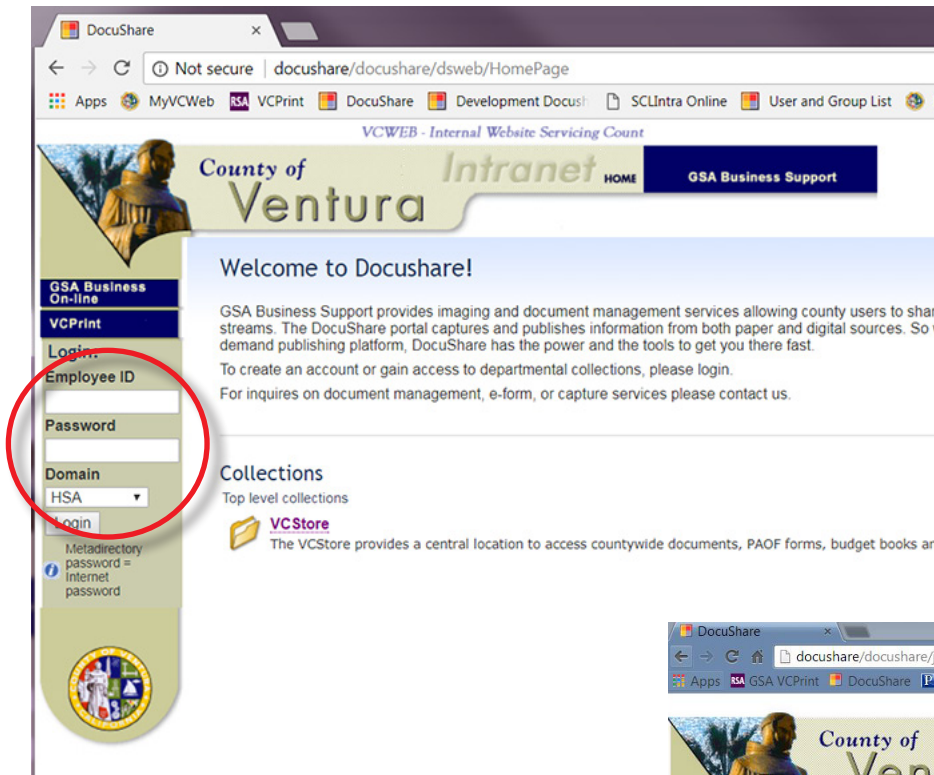 DocuShare
Not secure | docushare/docushare/dsweb/HomePage
Apps MyVCWeb RSA VCPrint DocuShare Development Docus SCLIntra Online User and Group List
VCWEB - Internal Website Servicing Count
County of
Ventura
Intranet HOME GSA Business Support
GSA Business
On-line
VCPrint
Login:
Employee ID
Password
Domain
HSA
Login
Metadirectory
password =
Internet
password
Welcome to Docushare!
GSA Business Support provides imaging and document management services allowing county users to shar
streams. The DocuShare portal captures and publishes information from both paper and digital sources. So
demand publishing platform, DocuShare has the power and the tools to get you there fast.
To create an account or gain access to departmental collections, please login.
For inquires on document management, e-form, or capture services please contact us.
Collections
Top level collections
VCStore
The VCStore provides a central location to access countywide documents, PAOF forms, budget books an
DocuShare
docushare/docushare/
Apps RSA GSA VCPrint DocuShare P
County of
Ven